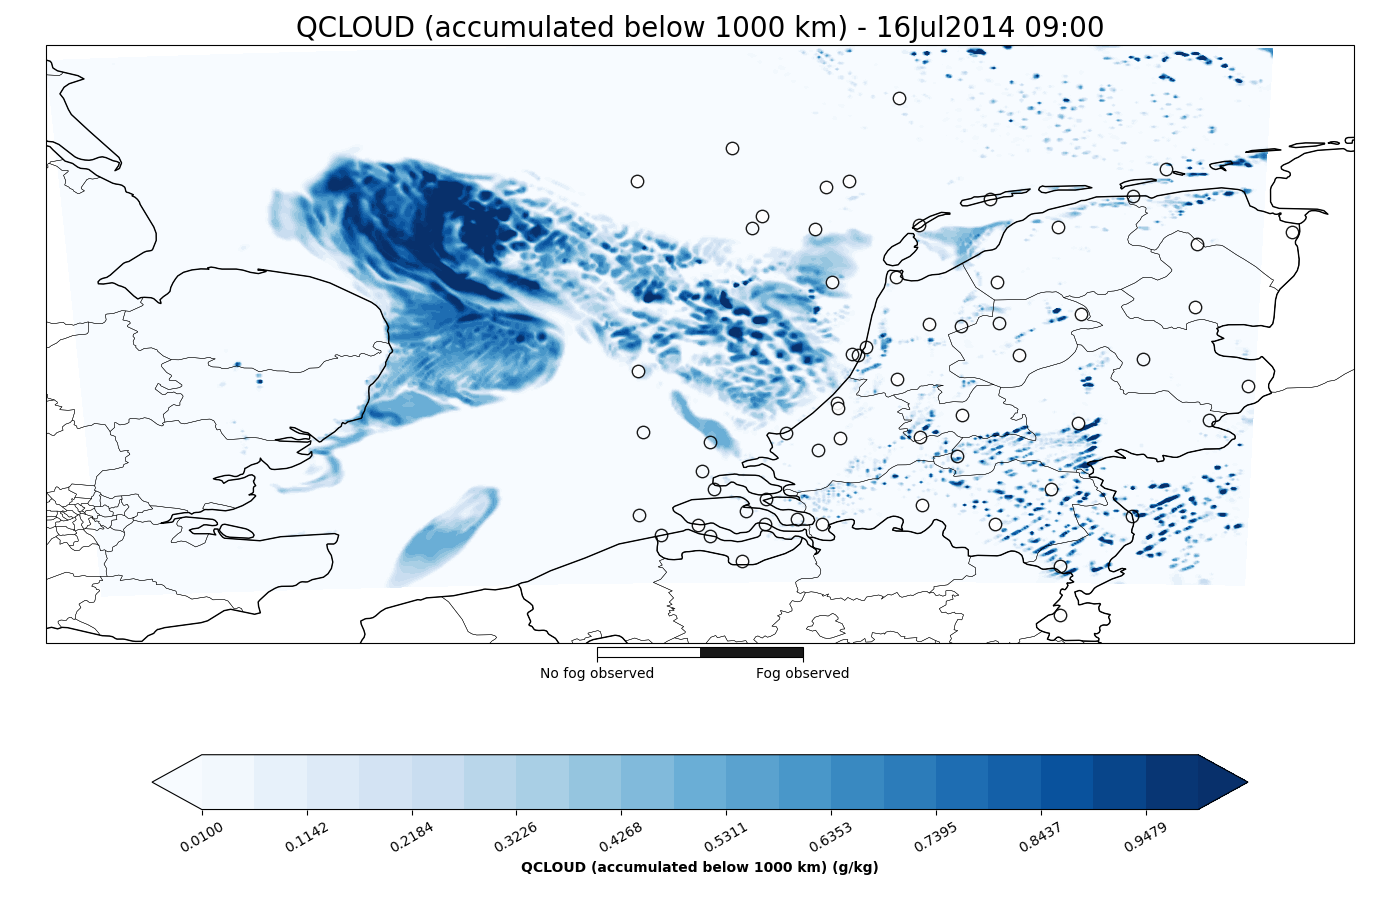 QCLOUD (accumulated below 1000 km) - 16Jul2014 09:00
No fog observed Fog observed
0.0100 0.1142 0.2184 0.3226 0.4268 0.5311 0.6353 0.7395 0.8437 0.9479
QCLOUD (accumulated below 1000 km) (g/kg)